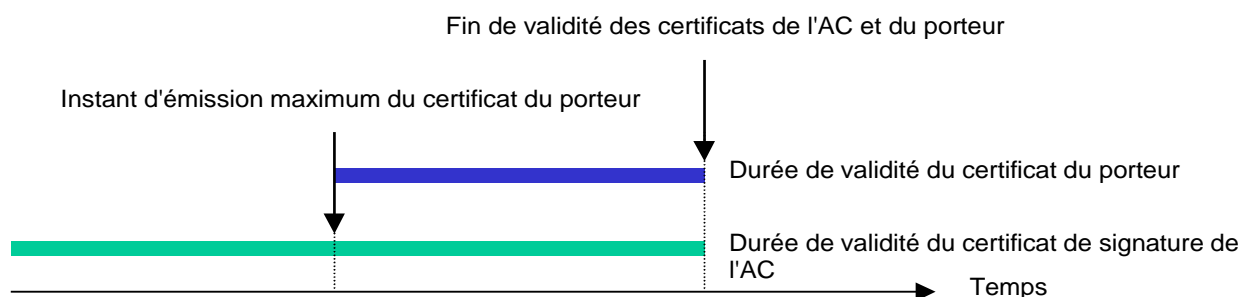 Fin de validité des certificats de l'AC et du porteur
Instant d'émission maximum du certificat du porteur
Durée de validité du certificat du porteur
Durée de validité du certificat de signature de
l'AC
Temps